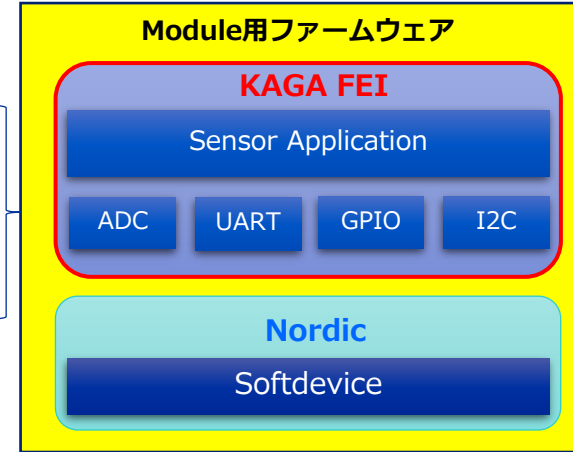 Module用ファームウェア
KAGA FEI
Sensor Application
ADC UART GPIO I2C
Nordic
Softdevice